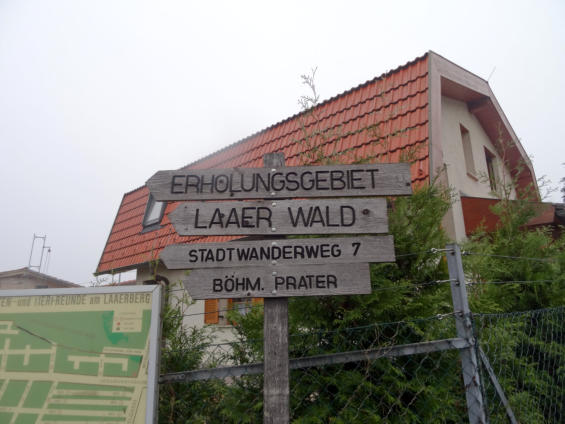 ERHOLUNGSGEBIET
LAAER WALD
STADTWANDERWEG 7
BÖHM. PRATER
UND TIERFREUNDE AM LAAERBERG